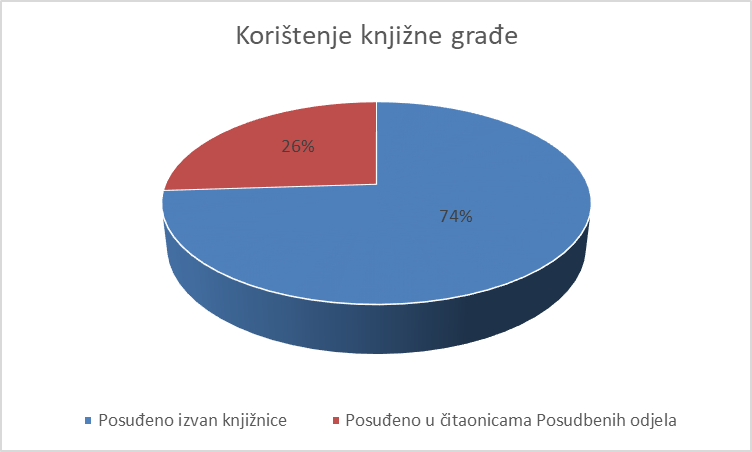 Korištenje knjižne građe
26%
74%
Posuđeno izvan knjižnice
Posuđeno u čitaonicama Posudbenih odjela